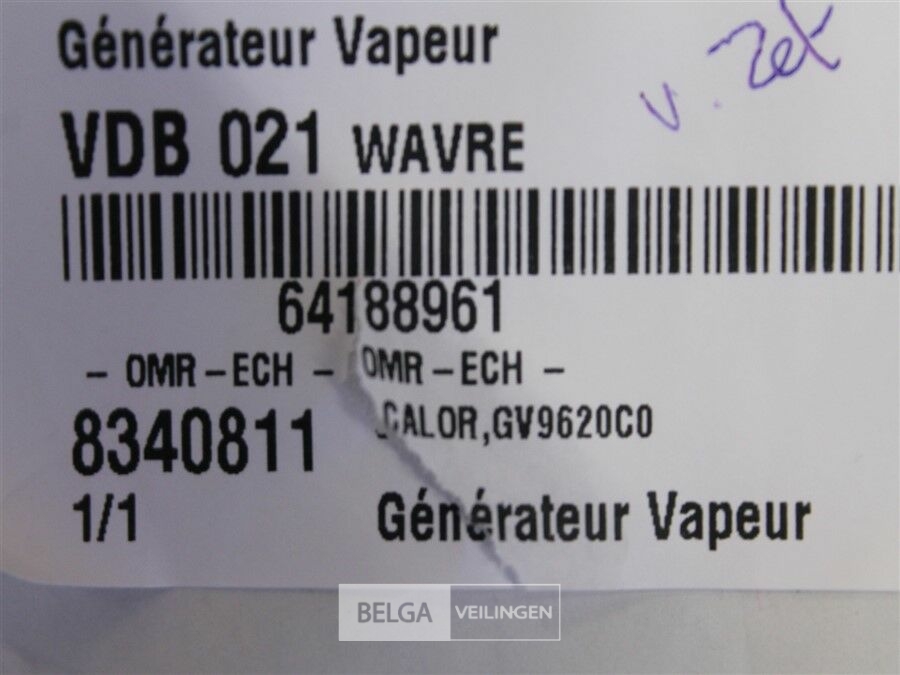 Générateur Vapeur
VDB 021 WAVRE
64188961
- OMR-ECH - OMR-ECH -
8340811 CALOR,GV9620C0
1/1 Générateur Vapeur
BELGA VEILINGEN